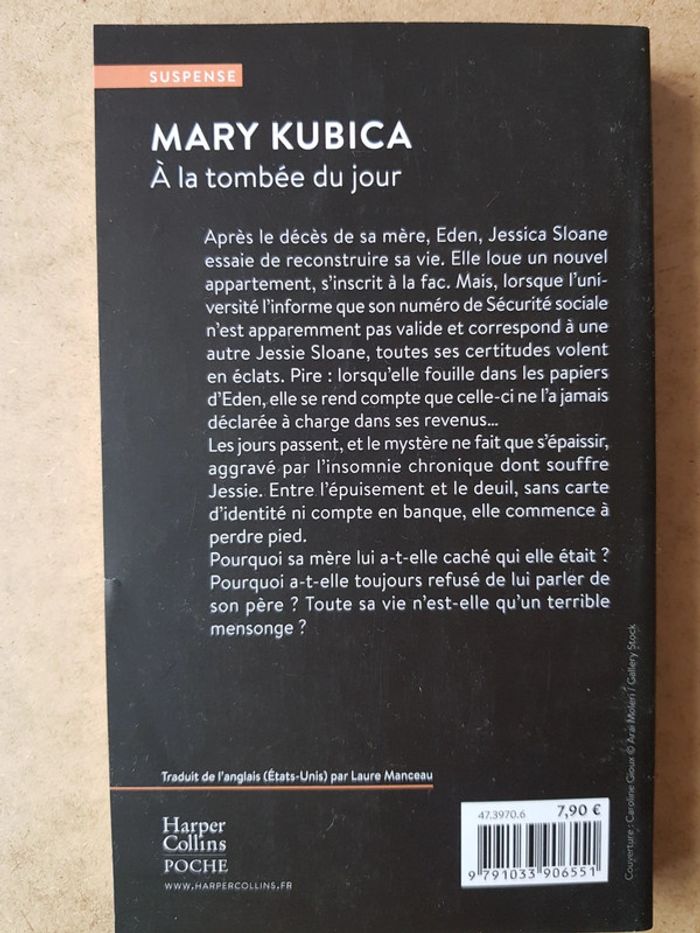 SUSPENSE
MARY KUBICA
À la tombée du jour
Après le décès de sa mère, Eden, Jessica Sloane
essaie de reconstruire sa vie. Elle loue un nouvel
appartement, s'inscrit à la fac. Mais, lorsque l'uni-
versité l'informe que son numéro de Sécurité sociale
n'est apparemment pas valide et correspond à une
autre Jessie Sloane, toutes ses certitudes volent
en éclats. Pire : lorsqu'elle fouille dans les papiers
d'Eden, elle se rend compte que celle-ci ne l'a jamais
déclarée à charge dans ses revenus…
Les jours passent, et le mystère ne fait que s'épaissir,
aggravé par l'insomnie chronique dont souffre
Jessie. Entre l'épuisement et le deuil, sans carte
d'identité ni compte en banque, elle commence à
perdre pied.
Pourquoi sa mère lui a-t-elle caché qui elle était ?
Pourquoi a-t-elle toujours refusé de lui parler de
son père ? Toute sa vie n'est-elle qu'un terrible
mensonge ?
Traduit de l'anglais (États-Unis) par Laure Manceau
Harper
Collins
POCHE
WWW.HARPERCOLLINS.FR
47.3970.6 7,90 €
9 791033 906551
Couverture : Caroline Gioux © Arai Moleri / Gallery Stock